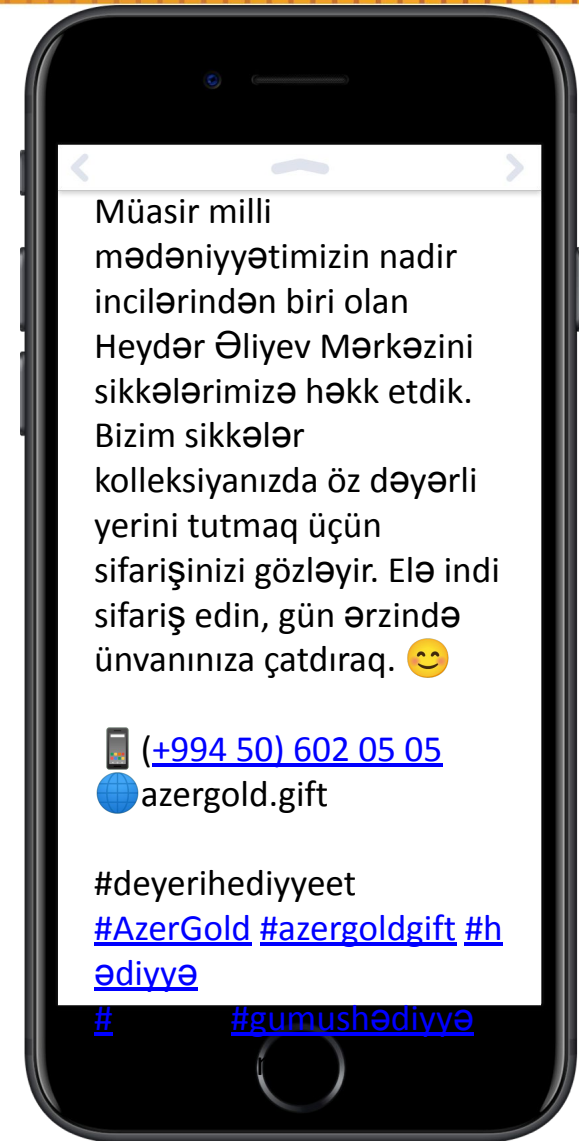 Müasir milli
mədəniyyətimizin nadir
incilərindən biri olan
Heydər Əliyev Mərkəzini
sikkələrimizə həkk etdik.
Bizim sikkələr
kolleksiyanızda öz dəyərli
yerini tutmaq üçün
sifarişinizi gözləyir. Elə indi
sifariş edin, gün ərzində
ünvanınıza çatdıraq. 😊
📱(+994 50) 602 05 05
🌐azergold.gift
#deyerihediyyeet
#AzerGold #azergoldgift #h
ədiyyə
# #gumushədiyyə